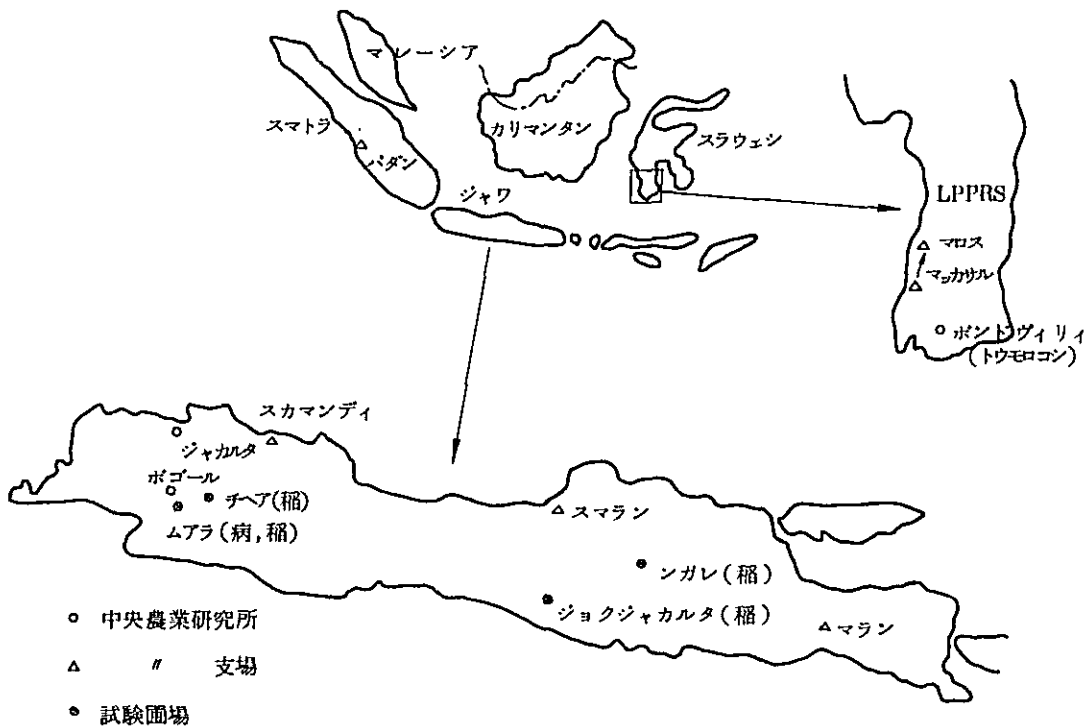 マレーシア
スマトラ
パダン
カリマンタン
スラウェシ
ジャワ
LPPRS
マロス
マッカサル
ポントヴィリィ
(トウモロコシ)
スカマンディ
ジャカルタ
ボゴール
チヘア(稲)
ムアラ(病,稲)
スマラン
ンガレ(稲)
ジョクジャカルタ(稲)
マラン
中央農業研究所
〃 支場
試験圃場